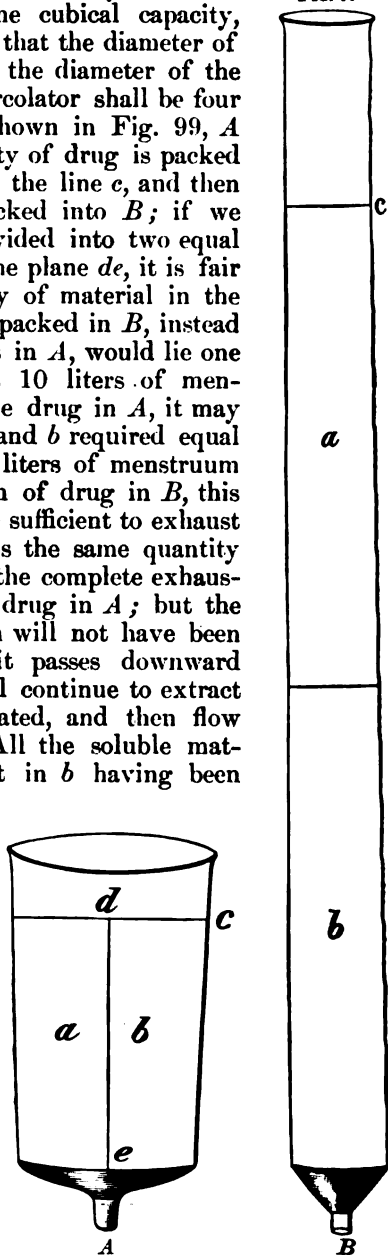 ne cubical capacity,
that the diameter of
the diameter of the
rcolator shall be four
hown in Fig. 99, A
ty of drug is packed
the line c, and then
cked into B; if we
vided into two equal
ne plane de, it is fair
y of material in the
packed in B, instead
s in A, would lie one
10 liters of men-
e drug in A, it may
and b required equal
liters of menstruum
n of drug in B, this
sufficient to exhaust
s the same quantity
the complete exhaus-
drug in A; but the
n will not have been
it passes downward
l continue to extract
ated, and then flow
All the soluble mat-
t in b having been
c
a
b
d
c
a
b
e
A
B